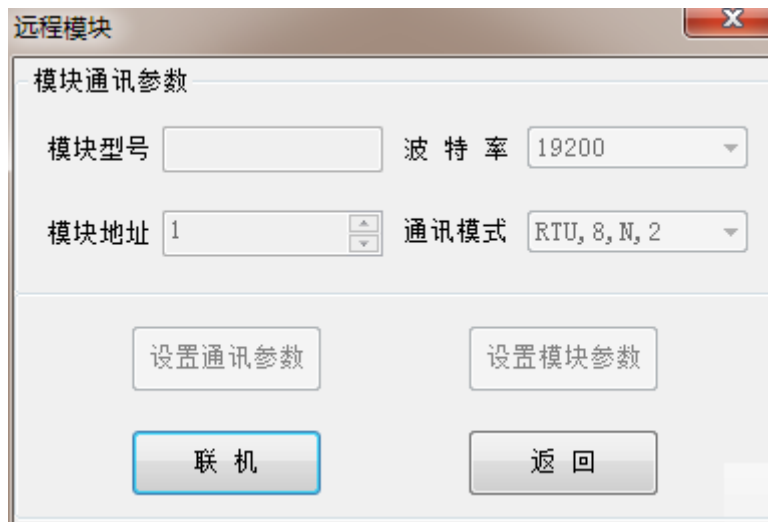 远程模块
模块通讯参数
模块型号 波 特 率 19200
模块地址 1 通讯模式 RTU,8,N,2
设置通讯参数 设置模块参数
联 机 返 回